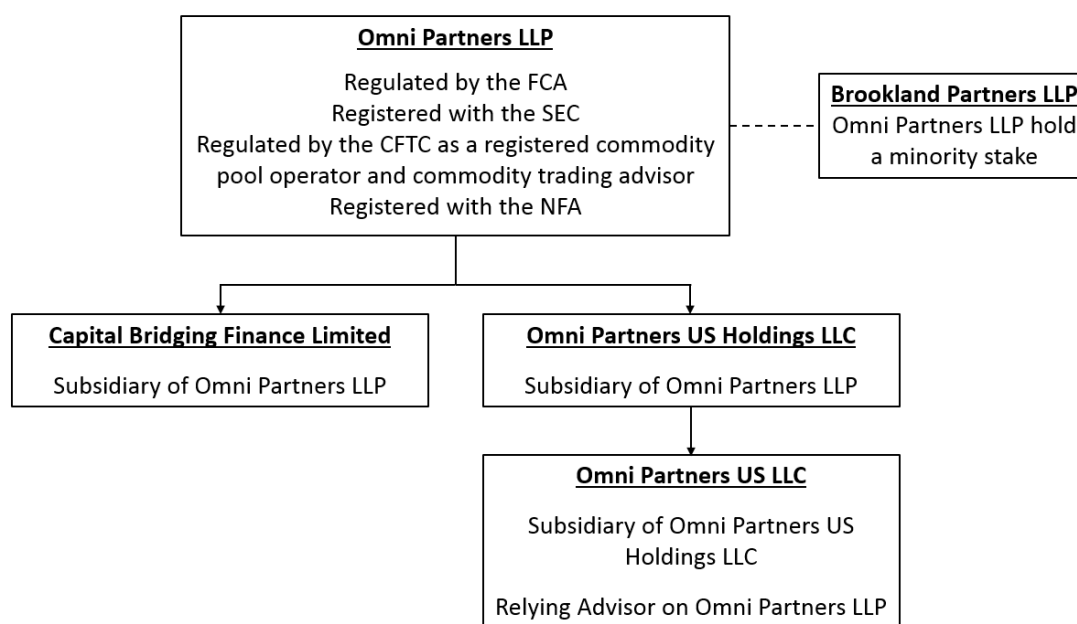 Omni Partners LLP
Regulated by the FCA
Registered with the SEC
Regulated by the CFTC as a registered commodity
pool operator and commodity trading advisor
Registered with the NFA
Brookland Partners LLP
Omni Partners LLP hold
a minority stake
Capital Bridging Finance Limited
Subsidiary of Omni Partners LLP
Omni Partners US Holdings LLC
Subsidiary of Omni Partners LLP
Omni Partners US LLC
Subsidiary of Omni Partners US
Holdings LLC
Relying Advisor on Omni Partners LLP